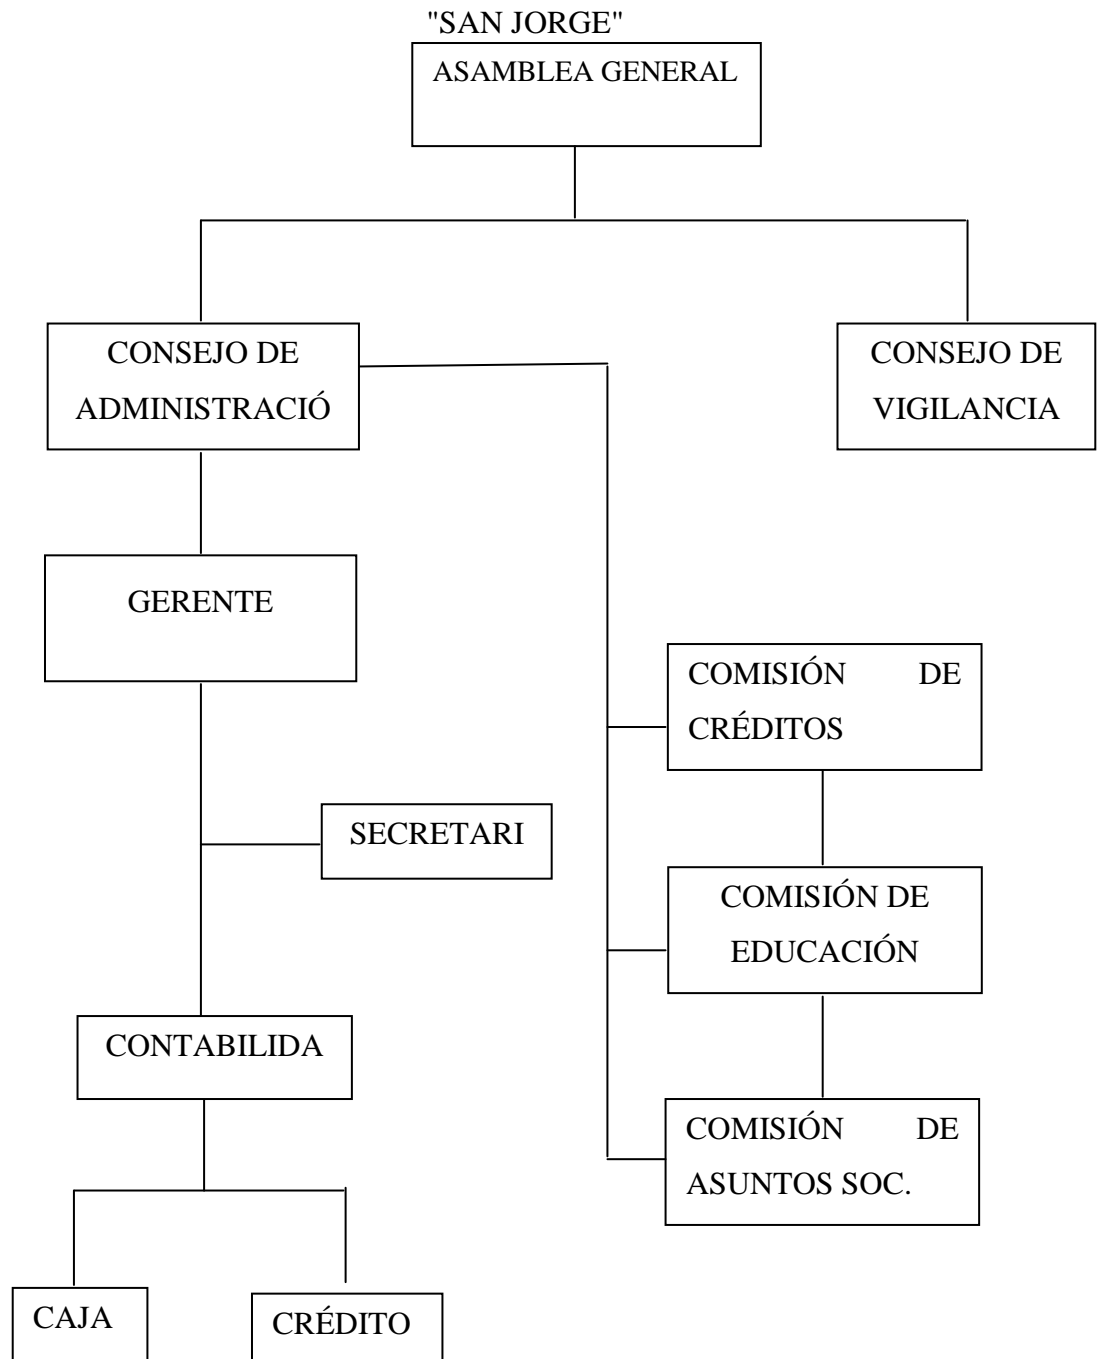 "SAN JORGE"
ASAMBLEA GENERAL
CONSEJO DE
ADMINISTRACIÓ
CONSEJO DE
VIGILANCIA
GERENTE
COMISIÓN DE
CRÉDITOS
SECRETARI
COMISIÓN DE
EDUCACIÓN
CONTABILIDA
COMISIÓN DE
ASUNTOS SOC.
CAJA
CRÉDITO